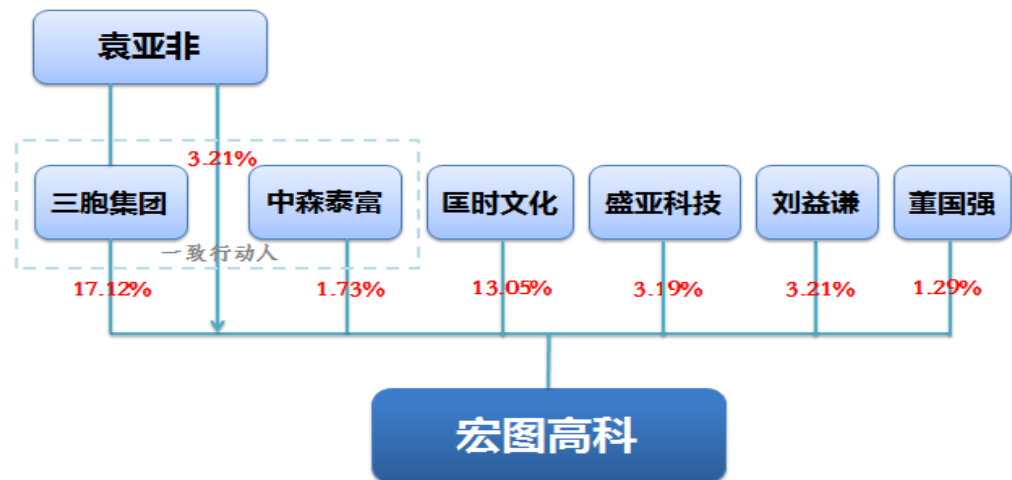 袁亚非
3.21%
三胞集团
中森泰富
匡时文化
盛亚科技
刘益谦
董国强
一致行动人
17.12%
1.73%
13.05%
3.19%
3.21%
1.29%
宏图高科